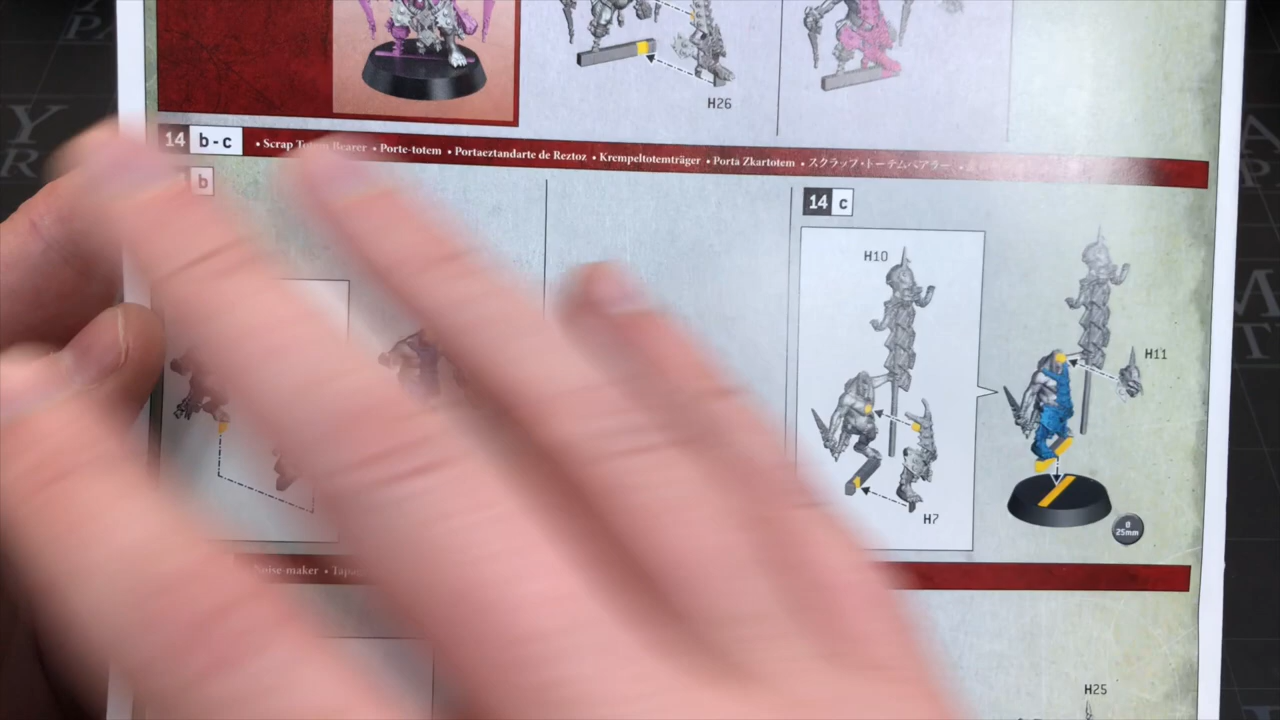 H26
14 b-c • Scrap Totem Bearer • Porte-totem • Portaeztandarte de Reztoz • Krempeltotemträger • Porta Zkartotem • スクラップ・トーテムベアラー •
b
14 c
H10
H11
H7
Ø
25mm
Noise-maker •
H25